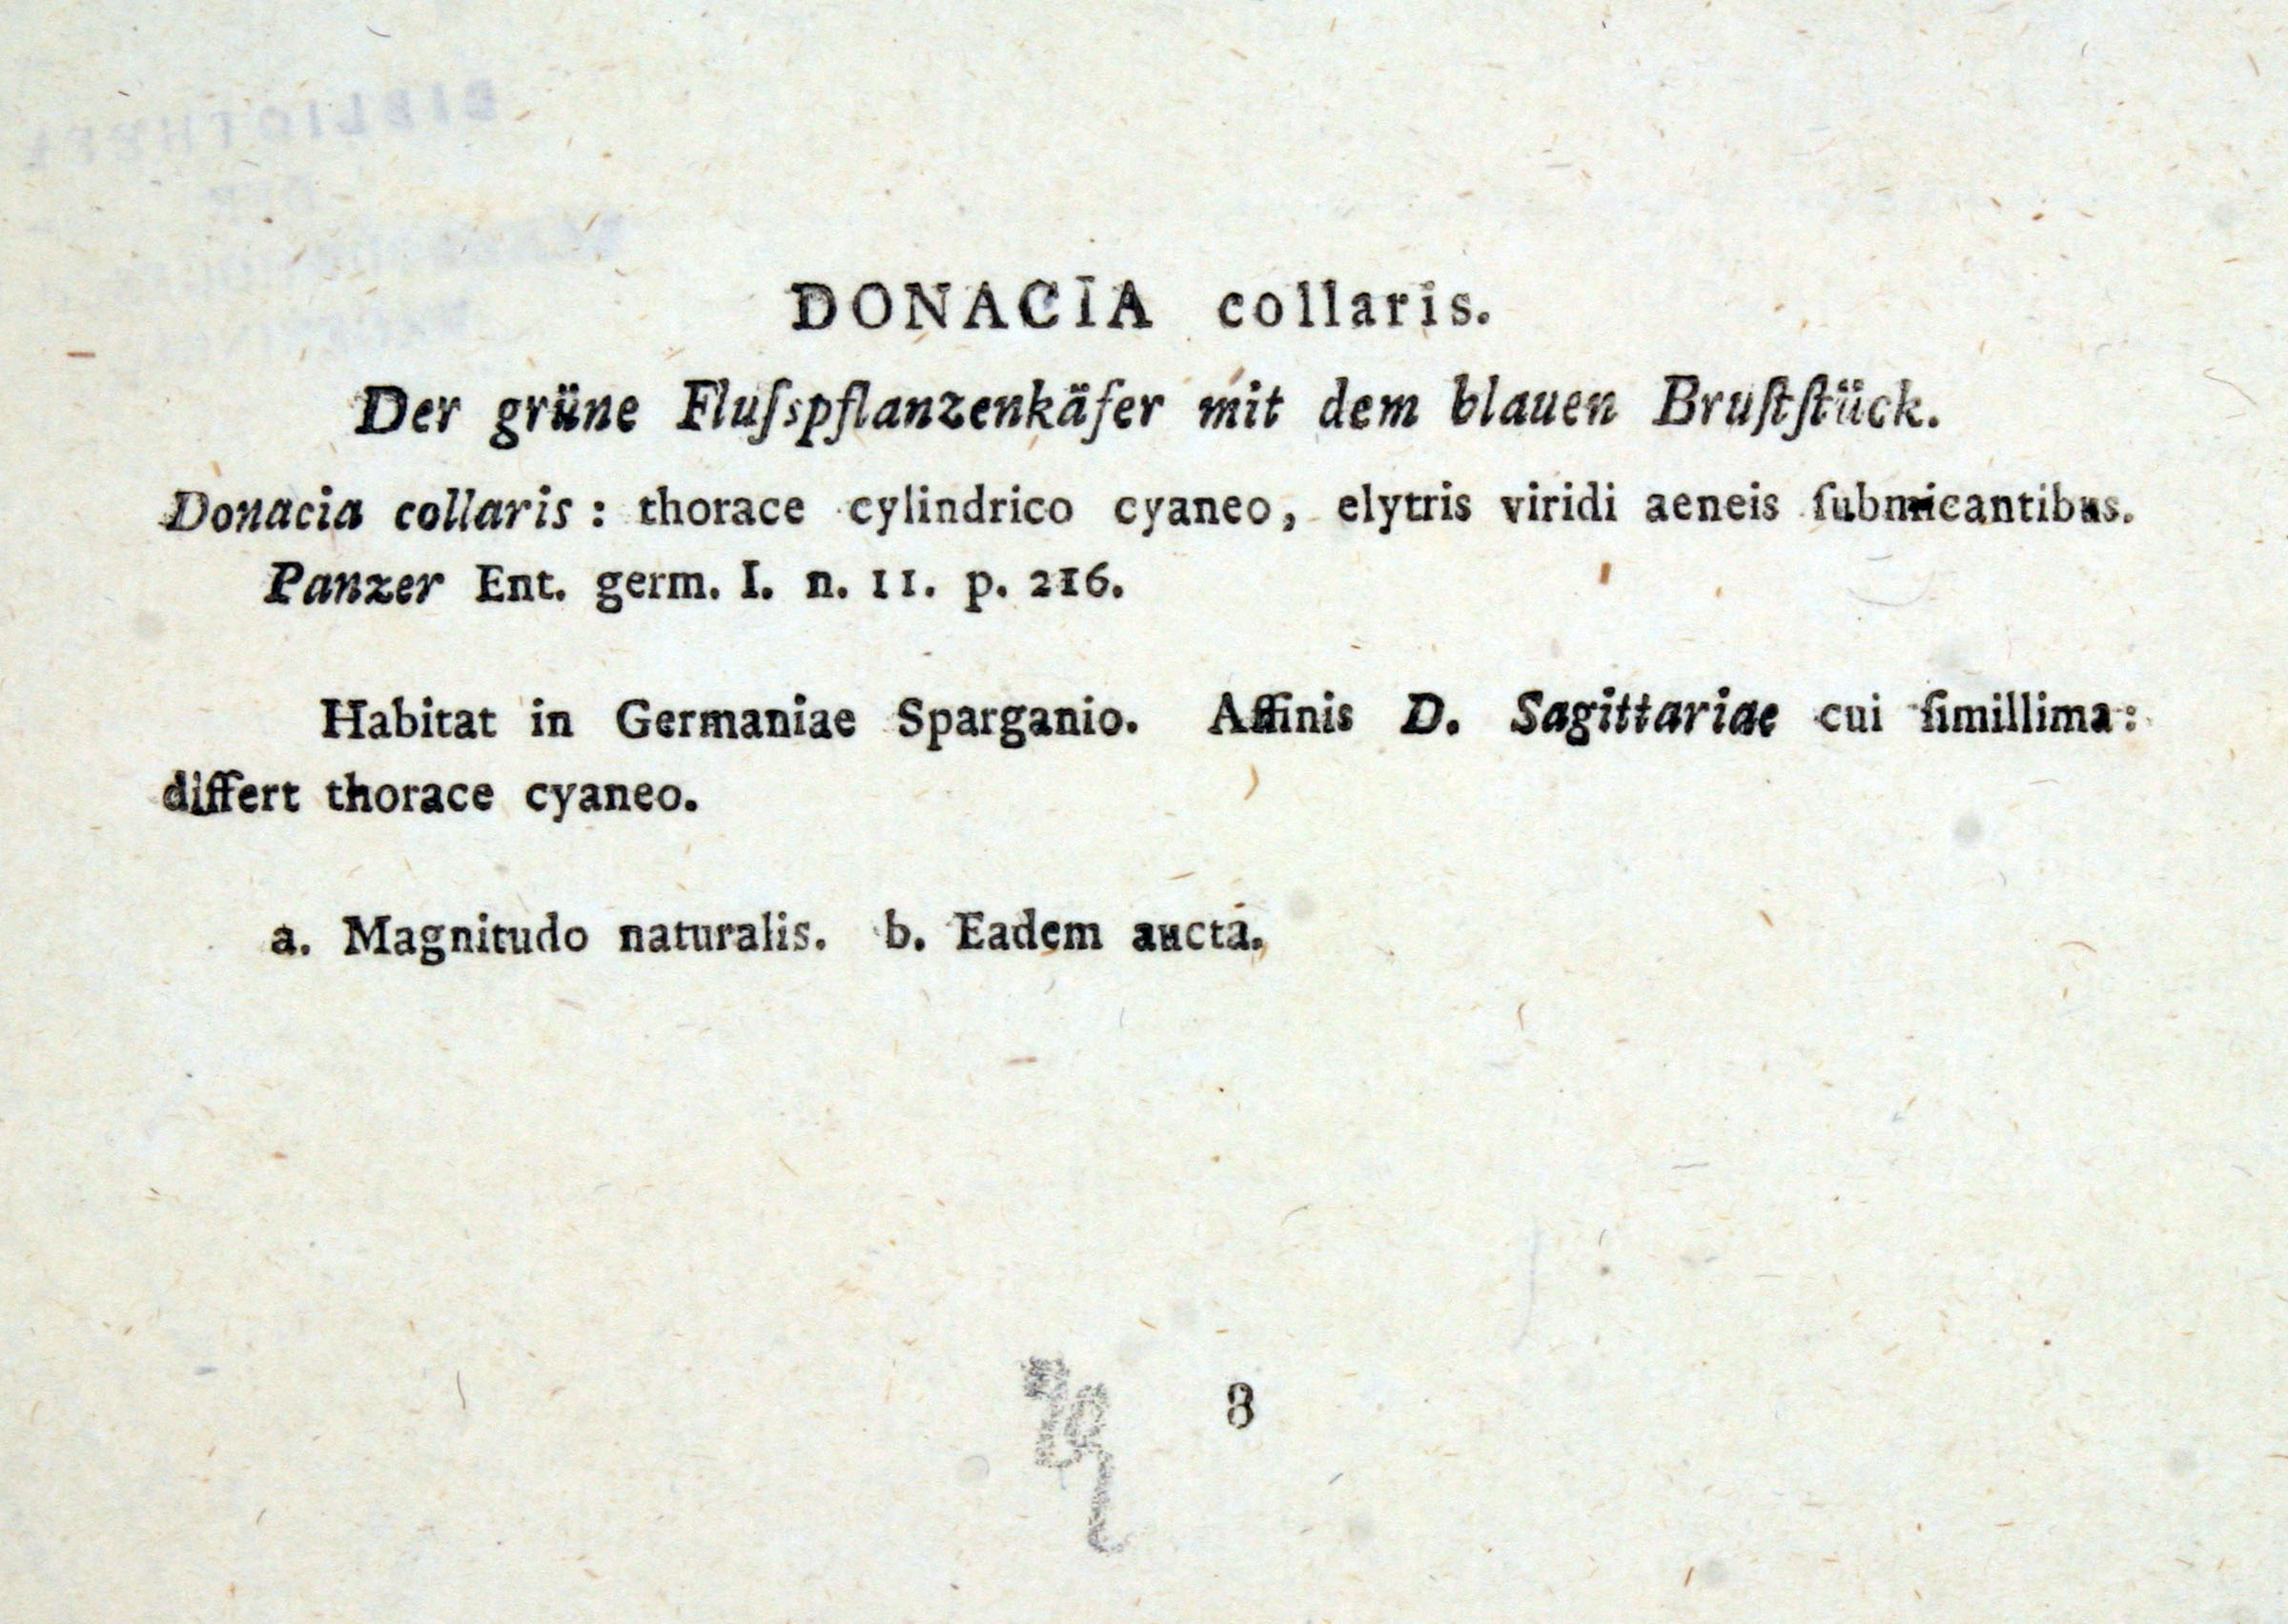 DONACIA collaris.
Der grüne Fluſspflanzenkäfer mit dem blauen Bruſtſtück.
Donacia collaris: thorace cylindrico cyaneo, elytris viridi aeneis ſubmicantibus.
Panzer Ent. germ. I. n. 11. p. 216.
Habitat in Germaniae Sparganio. Affinis D. Sagittariae cui ſimillima:
differt thorace cyaneo.
a. Magnitudo naturalis. b. Eadem aucta.
8